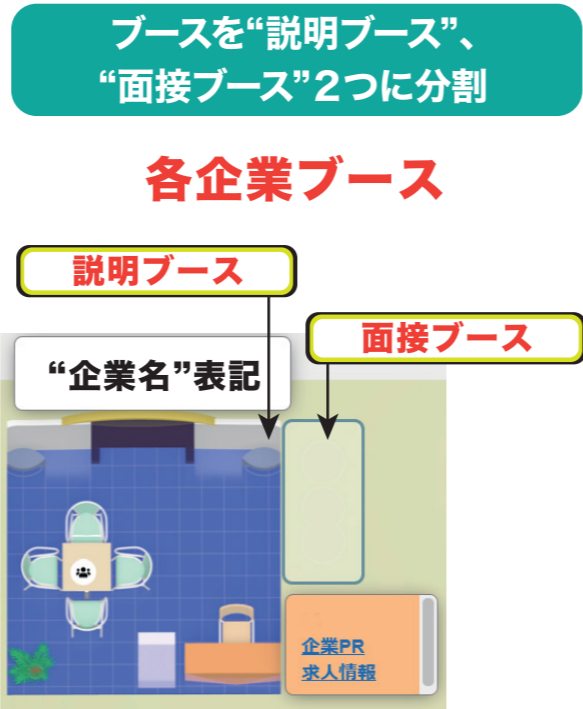 ブースを“説明ブース”、
“面接ブース”２つに分割
各企業ブース
説明ブース
面接ブース
“企業名”表記
企業PR
求人情報